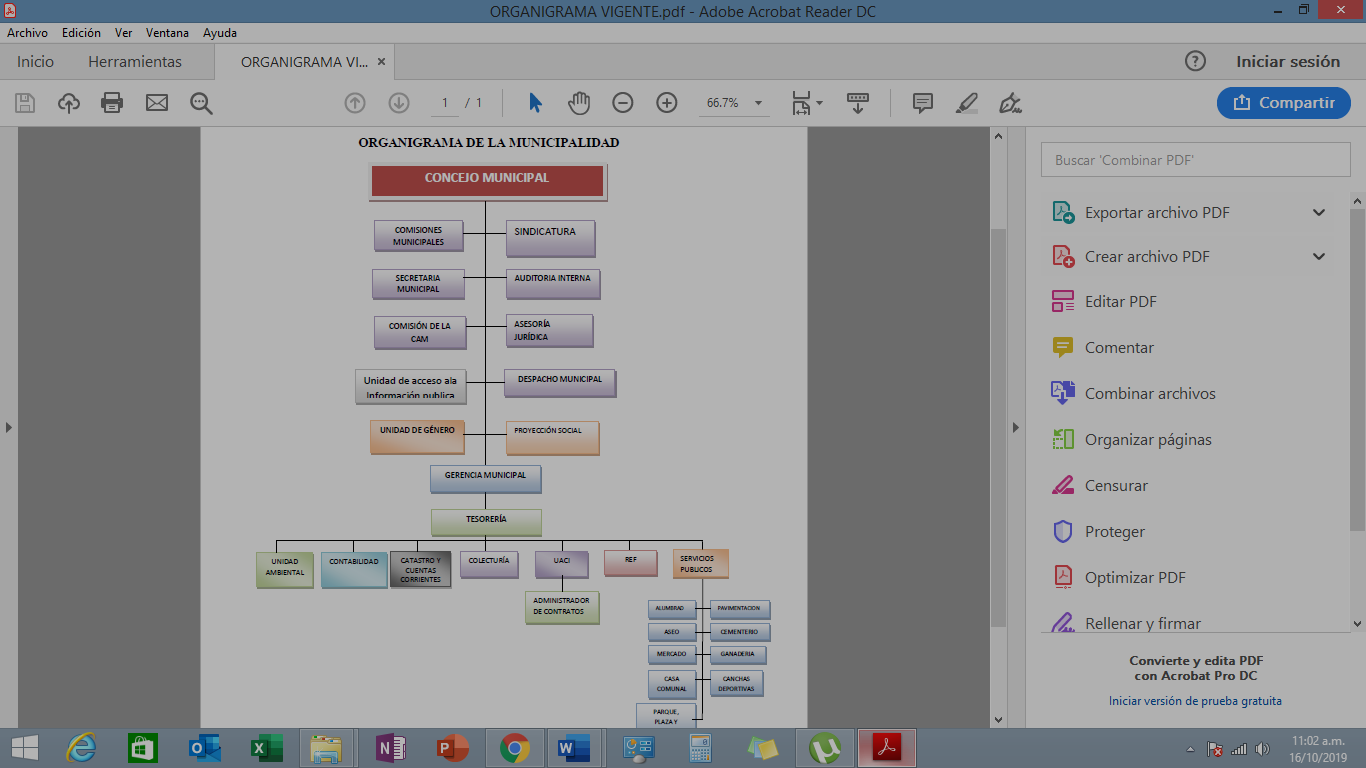 ORGANIGRAMA VIGENTE.pdf - Adobe Acrobat Reader DC
Archivo Edición Ver Ventana Ayuda
Inicio Herramientas ORGANIGRAMA VI... × Iniciar sesión
1 / 1 66.7% Compartir
ORGANIGRAMA DE LA MUNICIPALIDAD
CONCEJO MUNICIPAL
COMISIONES
MUNICIPALES
SINDICATURA
SECRETARIA
MUNICIPAL
AUDITORIA INTERNA
COMISIÓN DE LA
CAM
ASESORÍA
JURÍDICA
Unidad de acceso ala
Información publica
DESPACHO MUNICIPAL
UNIDAD DE GÉNERO
PROYECCIÓN SOCIAL
GERENCIA MUNICIPAL
TESORERÍA
UNIDAD
AMBIENTAL
CONTABILIDAD
CATASTRO Y
CUENTAS
CORRIENTES
COLECTURÍA
UACI
REF
SERVICIOS
PUBLICOS
ADMINISTRADOR
DE CONTRATOS
ALUMBRAD
PAVIMENTACION
ASEO
CEMENTERIO
MERCADO
GANADERIA
CASA
COMUNAL
CANCHAS
DEPORTIVAS
PARQUE,
PLAZA Y
Buscar 'Combinar PDF'
Exportar archivo PDF
Crear archivo PDF
Editar PDF
Comentar
Combinar archivos
Organizar páginas
Censurar
Proteger
Optimizar PDF
Rellenar y firmar
Convierte y edita PDF
con Acrobat Pro DC
Iniciar versión de prueba gratuita
11:02 a.m.
16/10/2019